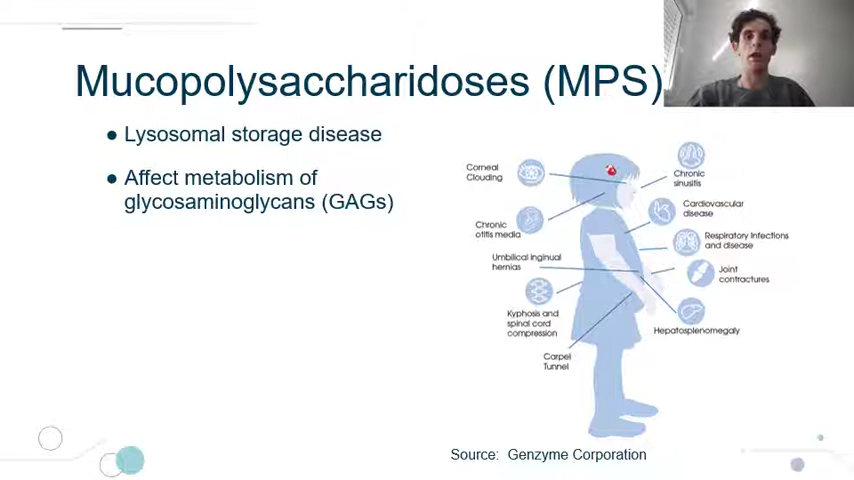 Mucopolysaccharidoses (MPS)
● Lysosomal storage disease
● Affect metabolism of
glycosaminoglycans (GAGs)
Corneal
Clouding
Chronic
otitis media
Umbilical inguinal
hernias
Kyphosis and
spinal cord
compression
Carpel
Tunnel
Chronic
sinusitis
Cardiovascular
disease
Respiratory Infections
and disease
Joint
contractures
Hepatosplenomegaly
Source: Genzyme Corporation